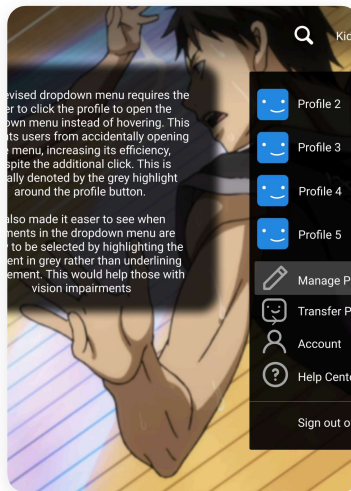 Kid
evised dropdown menu requires the
er to click the profile to open the
own menu instead of hovering. This
ts users from accidentally opening
e menu, increasing its efficiency,
spite the additional click. This is
ally denoted by the grey highlight
around the profile button.
also made it easer to see when
ments in the dropdown menu are
to be selected by highlighting the
ent in grey rather than underlining
ement. This would help those with
vision impairments
Profile 2
Profile 3
Profile 4
Profile 5
Manage P
Transfer P
Account
Help Cente
Sign out o